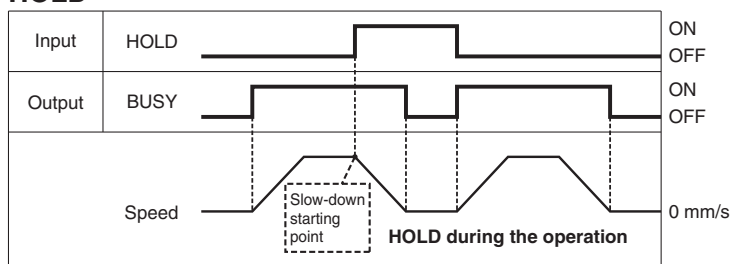 HOLD
Input HOLD ON
OFF
Output BUSY ON
OFF
Speed 0 mm/s
Slow-down
starting
point
HOLD during the operation